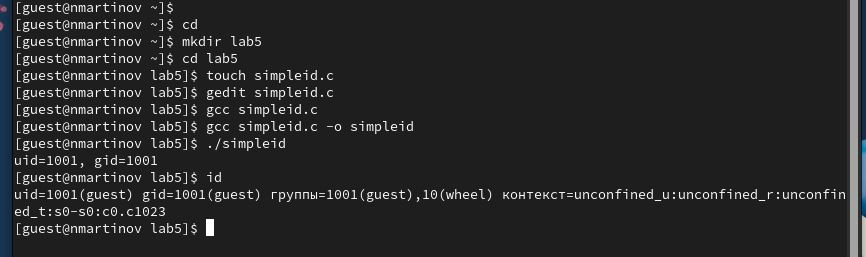 [guest@nmartinov ~]$
[guest@nmartinov ~]$ cd
[guest@nmartinov ~]$ mkdir lab5
[guest@nmartinov ~]$ cd lab5
[guest@nmartinov lab5]$ touch simpleid.c
[guest@nmartinov lab5]$ gedit simpleid.c
[guest@nmartinov lab5]$ gcc simpleid.c
[guest@nmartinov lab5]$ gcc simpleid.c -o simpleid
[guest@nmartinov lab5]$ ./simpleid
uid=1001, gid=1001
[guest@nmartinov lab5]$ id
uid=1001(guest) gid=1001(guest) группы=1001(guest),10(wheel) контекст=unconfined_u:unconfined_r:unconfin
ed_t:s0-s0:c0.c1023
[guest@nmartinov lab5]$